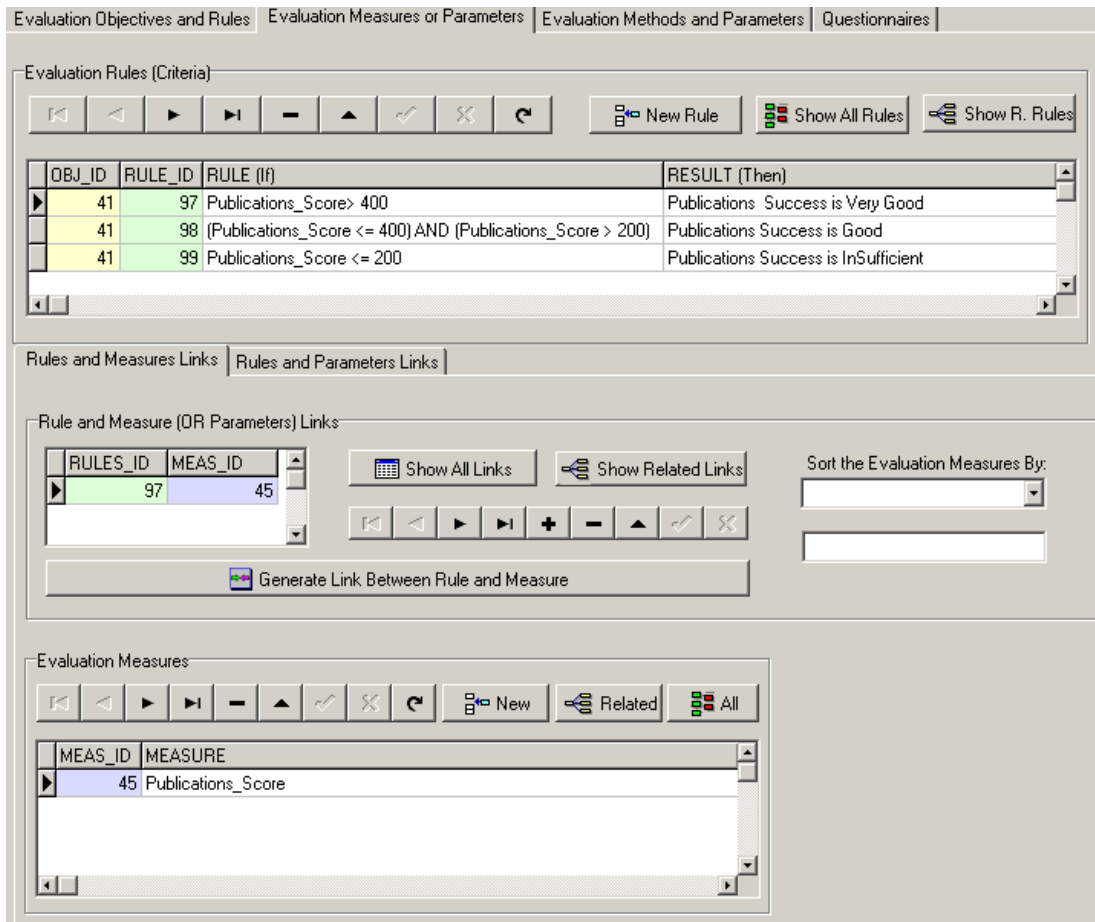 Evaluation Objectives and Rules Evaluation Measures or Parameters Evaluation Methods and Parameters Questionnaires
Evaluation Rules (Criteria)
New Rule Show All Rules Show R. Rules
OBJ_ID RULE_ID RULE (If) RESULT (Then)
41 97 Publications_Score> 400 Publications  Success is Very Good
41 98 (Publications_Score <= 400) AND (Publications_Score > 200) Publications Success is Good
41 99 Publications_Score <= 200 Publications Success is InSufficient
Rules and Measures Links Rules and Parameters Links
Rule and Measure (OR Parameters) Links
RULES_ID MEAS_ID Show All Links Show Related Links Sort the Evaluation Measures By:
97 45
Generate Link Between Rule and Measure
Evaluation Measures
New Related All
MEAS_ID MEASURE
45 Publications_Score